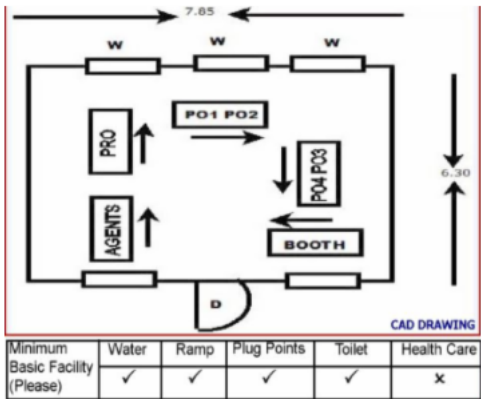 7.85
W W W
PO1 PO2
PRO
PO4 PO3
6.30
AGENTS
BOOTH
D
CAD DRAWING
Minimum Basic Facility (Please) Water Ramp Plug Points Toilet Health Care
✓ ✓ ✓ ✓ x